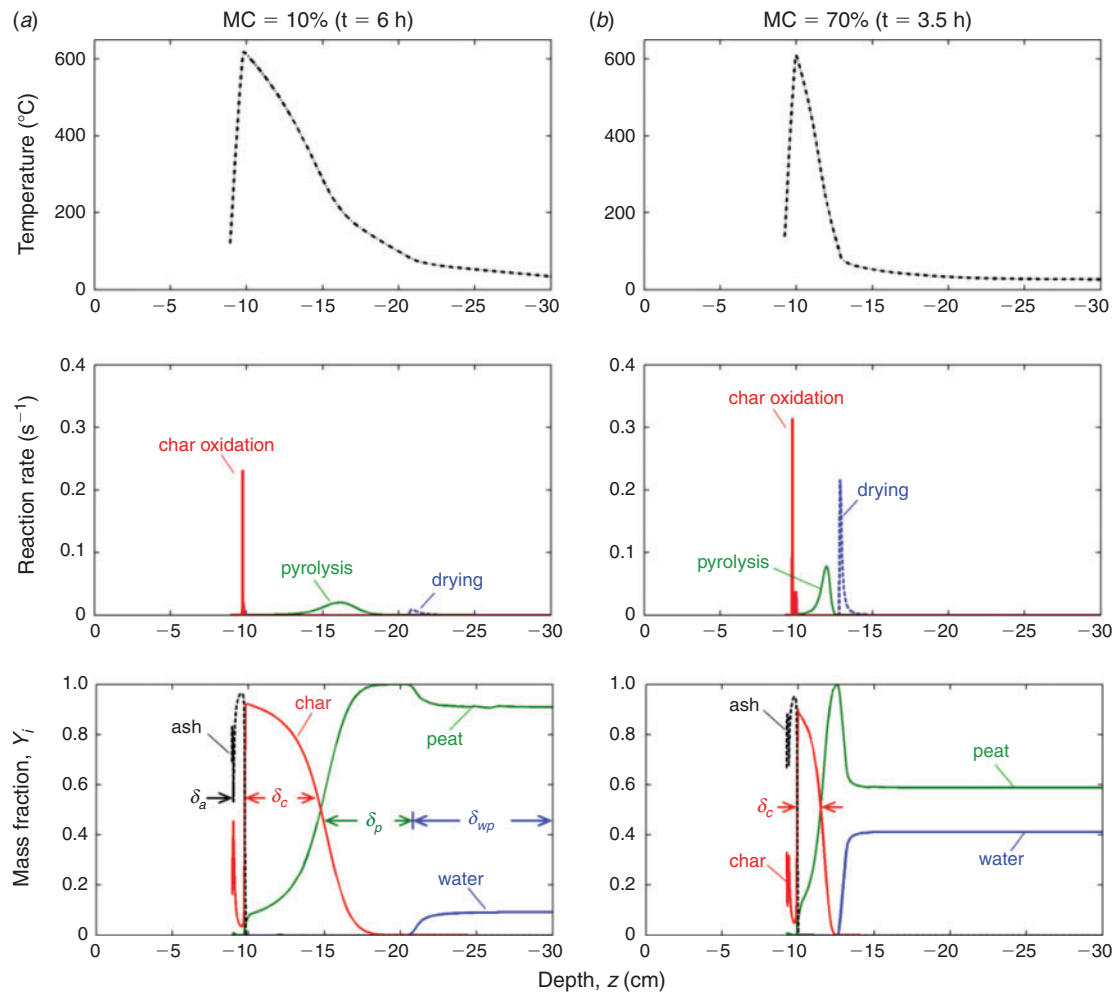 (a) MC = 10% (t = 6 h)
(b) MC = 70% (t = 3.5 h)
Temperature (°C)
600
400
200
0
0 −5 −10 −15 −20 −25 −30
600
400
200
0
0 −5 −10 −15 −20 −25 −30
Reaction rate (s−1)
0.4
0.3
0.2
0.1
0
char oxidation
pyrolysis
drying
0 −5 −10 −15 −20 −25 −30
0.4
0.3
0.2
0.1
0
char oxidation
drying
pyrolysis
0 −5 −10 −15 −20 −25 −30
Mass fraction, Yi
1.0
0.8
0.6
0.4
0.2
0
ash
char
peat
δa
δc
δp
δwp
water
0 −5 −10 −15 −20 −25 −30
1.0
0.8
0.6
0.4
0.2
0
ash
peat
δc
water
char
0 −5 −10 −15 −20 −25 −30
Depth, z (cm)